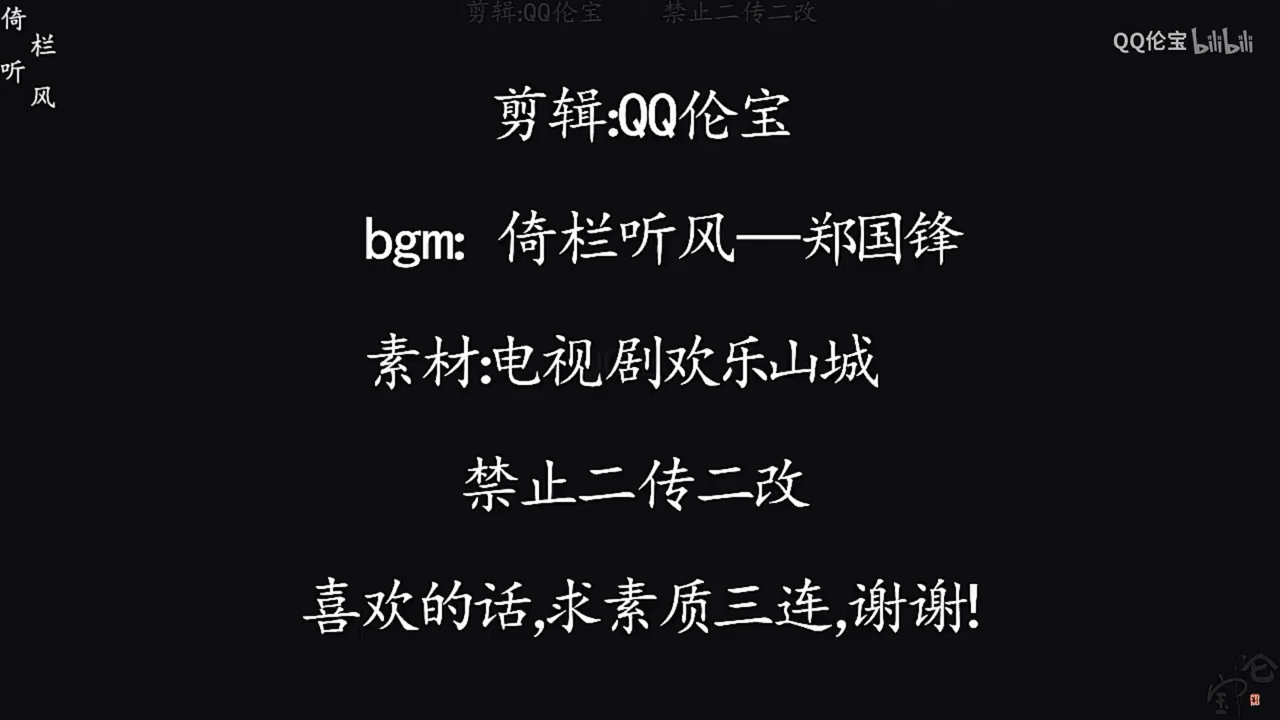 剪辑:QQ伦宝 禁止二传二改
倚栏听风
QQ伦宝 bilibili
剪辑:QQ伦宝
bgm: 倚栏听风——郑国锋
素材:电视剧欢乐山城
禁止二传二改
喜欢的话,求素质三连,谢谢!
伦宝